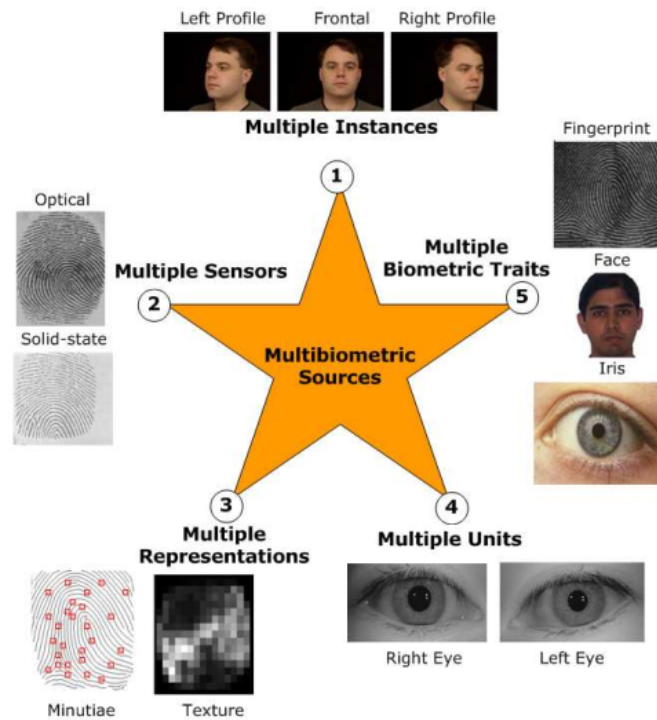 Left Profile
Frontal
Right Profile
Multiple Instances
1
Optical
Multiple Sensors
2
Solid-state
Fingerprint
Multiple
Biometric Traits
5
Face
Iris
Multibiometric
Sources
3
Multiple
Representations
Minutiae
Texture
4
Multiple Units
Right Eye
Left Eye